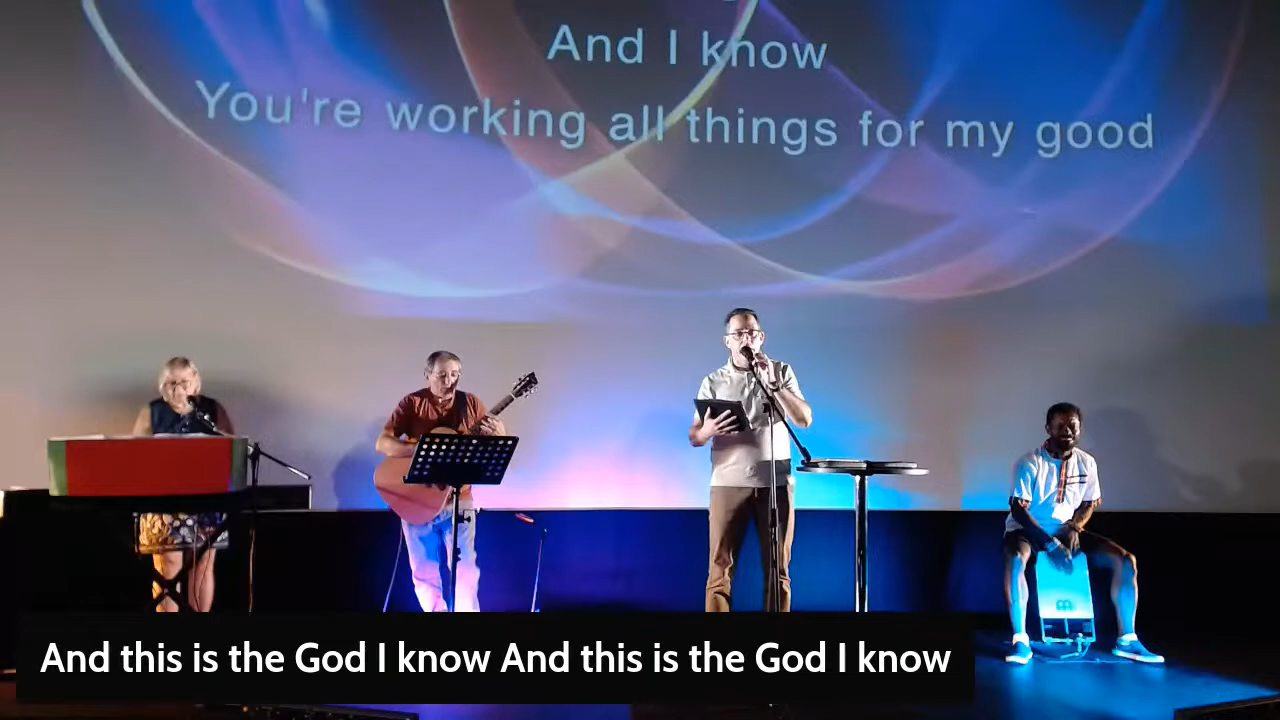 And I know
You're working all things for my good
And this is the God I know And this is the God I know